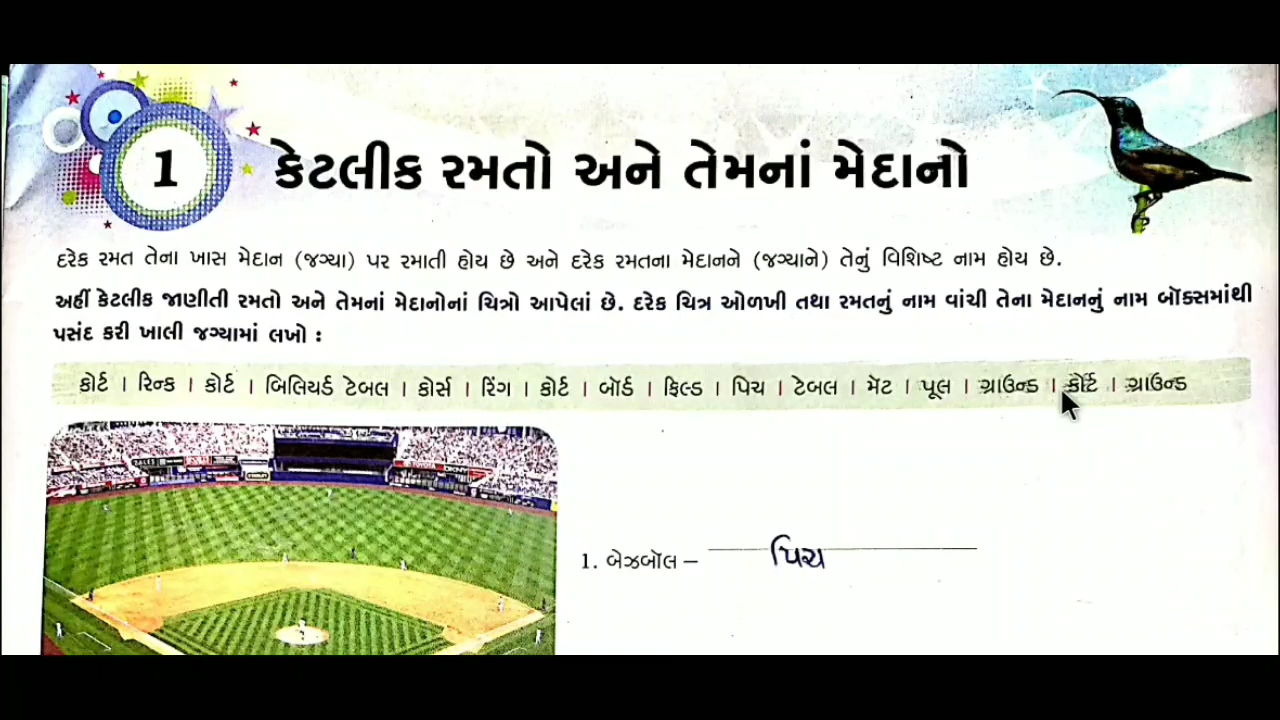 1
કેટલીક રમતો અને તેમનાં મેદાનો
દરેક રમત તેના ખાસ મેદાન (જગ્યા) પર રમાતી હોય છે અને દરેક રમતના મેદાનને (જગ્યાને) તેનું વિશિષ્ટ નામ હોય છે.
અહીં કેટલીક જાણીતી રમતો અને તેમનાં મેદાનોનાં ચિત્રો આપેલાં છે. દરેક ચિત્ર ઓળખી તથા રમતનું નામ વાંચી તેના મેદાનનું નામ બૉક્સમાંથી
પસંદ કરી ખાલી જગ્યામાં લખો :
કોર્ટ | રિન્ક | કોર્ટ | બિલિયર્ડ ટેબલ | કોર્સ | રિંગ | કોર્ટ | બૉર્ડ | ફિલ્ડ | પિચ | ટેબલ | મૅટ | પૂલ | ગ્રાઉન્ડ | કોર્ટ | ગ્રાઉન્ડ
1. બેઝબૉલ – પિચ